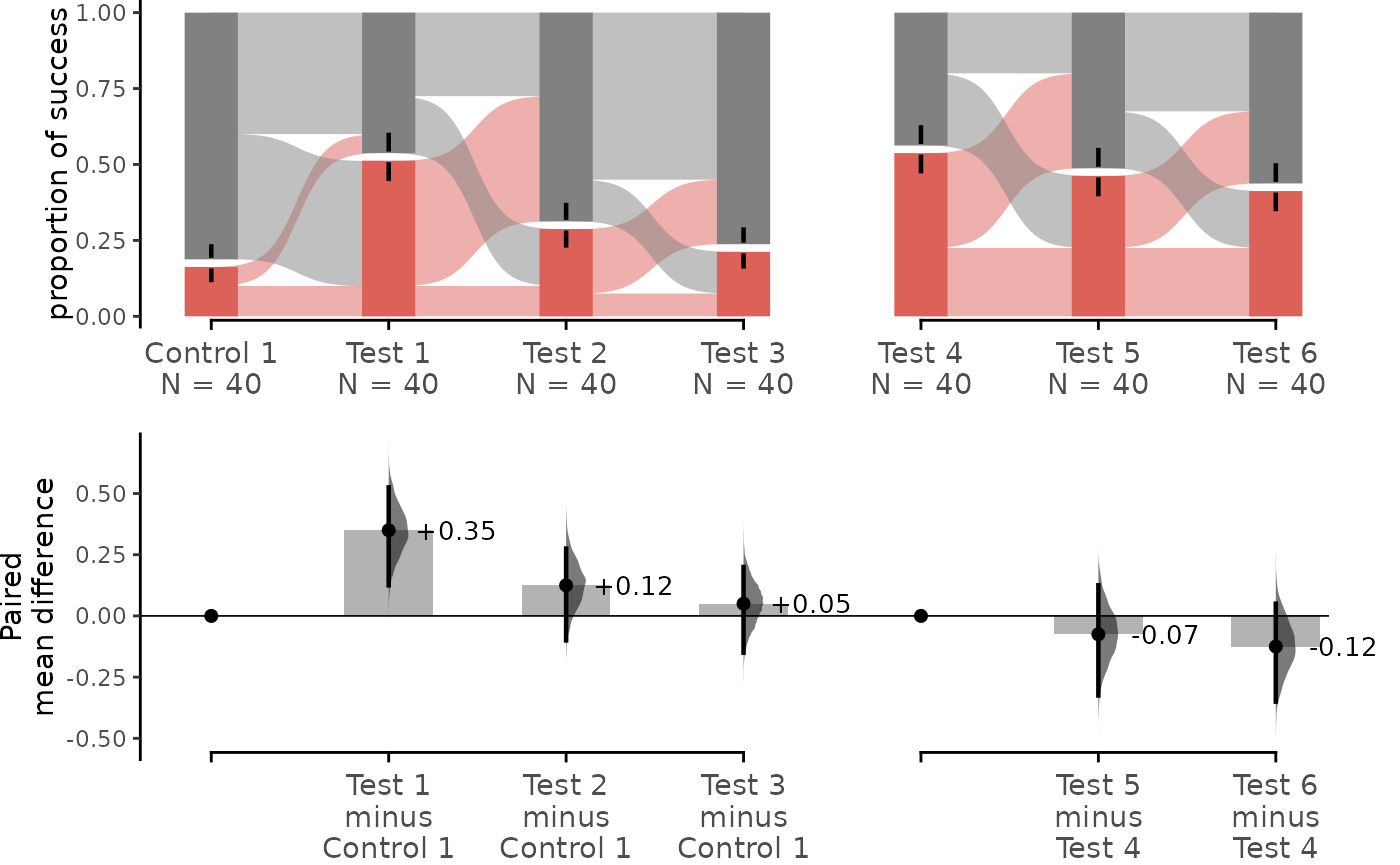 proportion of success
1.00
0.75
0.50
0.25
0.00
Control 1
N = 40
Test 1
N = 40
Test 2
N = 40
Test 3
N = 40
Test 4
N = 40
Test 5
N = 40
Test 6
N = 40
Paired
mean difference
0.50
0.25
0.00
-0.25
-0.50
+0.35
+0.12
+0.05
-0.07
-0.12
Test 1
minus
Control 1
Test 2
minus
Control 1
Test 3
minus
Control 1
Test 5
minus
Test 4
Test 6
minus
Test 4